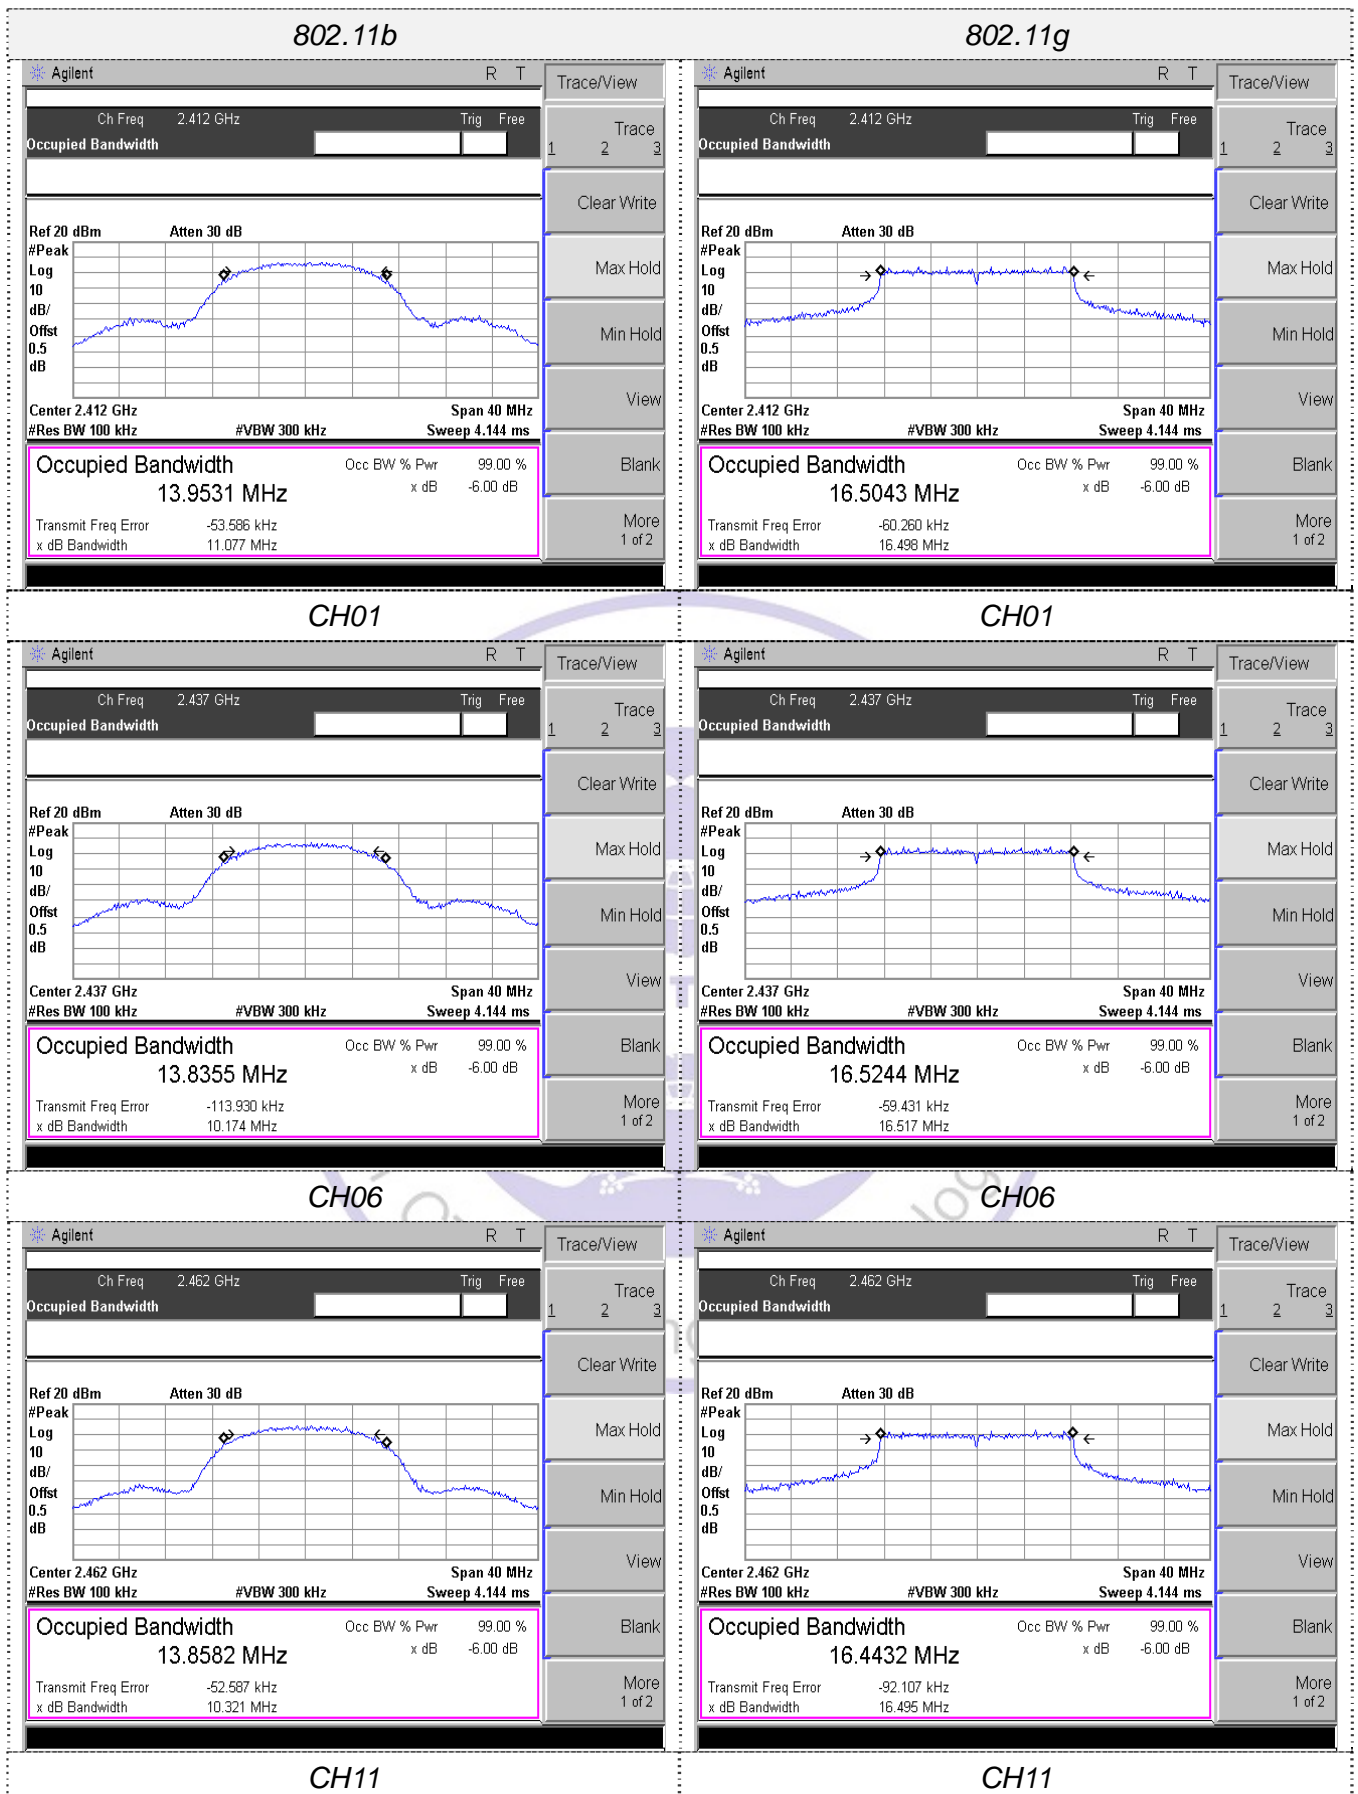 802.11b
802.11g
Agilent
R T
Trace/View
Ch Freq 2.412 GHz
Trig Free
Occupied Bandwidth
Trace
1 2 3
Clear Write
Ref 20 dBm
Atten 30 dB
#Peak
Log
10
dB/
Offst
0.5
dB
Max Hold
Min Hold
View
Center 2.412 GHz
Span 40 MHz
#Res BW 100 kHz
#VBW 300 kHz
Sweep 4.144 ms
Occupied Bandwidth
Occ BW % Pwr 99.00 %
13.9531 MHz
x dB -6.00 dB
Transmit Freq Error -53.586 kHz
x dB Bandwidth 11.077 MHz
Blank
More
1 of 2
Agilent
R T
Trace/View
Ch Freq 2.412 GHz
Trig Free
Occupied Bandwidth
Trace
1 2 3
Clear Write
Ref 20 dBm
Atten 30 dB
#Peak
Log
10
dB/
Offst
0.5
dB
Max Hold
Min Hold
View
Center 2.412 GHz
Span 40 MHz
#Res BW 100 kHz
#VBW 300 kHz
Sweep 4.144 ms
Occupied Bandwidth
Occ BW % Pwr 99.00 %
16.5043 MHz
x dB -6.00 dB
Transmit Freq Error -60.260 kHz
x dB Bandwidth 16.498 MHz
Blank
More
1 of 2
CH01
CH01
Agilent
R T
Trace/View
Ch Freq 2.437 GHz
Trig Free
Occupied Bandwidth
Trace
1 2 3
Clear Write
Ref 20 dBm
Atten 30 dB
#Peak
Log
10
dB/
Offst
0.5
dB
Max Hold
Min Hold
View
Center 2.437 GHz
Span 40 MHz
#Res BW 100 kHz
#VBW 300 kHz
Sweep 4.144 ms
Occupied Bandwidth
Occ BW % Pwr 99.00 %
13.8355 MHz
x dB -6.00 dB
Transmit Freq Error -113.930 kHz
x dB Bandwidth 10.174 MHz
Blank
More
1 of 2
Agilent
R T
Trace/View
Ch Freq 2.437 GHz
Trig Free
Occupied Bandwidth
Trace
1 2 3
Clear Write
Ref 20 dBm
Atten 30 dB
#Peak
Log
10
dB/
Offst
0.5
dB
Max Hold
Min Hold
View
Center 2.437 GHz
Span 40 MHz
#Res BW 100 kHz
#VBW 300 kHz
Sweep 4.144 ms
Occupied Bandwidth
Occ BW % Pwr 99.00 %
16.5244 MHz
x dB -6.00 dB
Transmit Freq Error -59.431 kHz
x dB Bandwidth 16.517 MHz
Blank
More
1 of 2
CH06
CH06
Agilent
R T
Trace/View
Ch Freq 2.462 GHz
Trig Free
Occupied Bandwidth
Trace
1 2 3
Clear Write
Ref 20 dBm
Atten 30 dB
#Peak
Log
10
dB/
Offst
0.5
dB
Max Hold
Min Hold
View
Center 2.462 GHz
Span 40 MHz
#Res BW 100 kHz
#VBW 300 kHz
Sweep 4.144 ms
Occupied Bandwidth
Occ BW % Pwr 99.00 %
13.8582 MHz
x dB -6.00 dB
Transmit Freq Error -52.587 kHz
x dB Bandwidth 10.321 MHz
Blank
More
1 of 2
Agilent
R T
Trace/View
Ch Freq 2.462 GHz
Trig Free
Occupied Bandwidth
Trace
1 2 3
Clear Write
Ref 20 dBm
Atten 30 dB
#Peak
Log
10
dB/
Offst
0.5
dB
Max Hold
Min Hold
View
Center 2.462 GHz
Span 40 MHz
#Res BW 100 kHz
#VBW 300 kHz
Sweep 4.144 ms
Occupied Bandwidth
Occ BW % Pwr 99.00 %
16.4432 MHz
x dB -6.00 dB
Transmit Freq Error -92.107 kHz
x dB Bandwidth 16.495 MHz
Blank
More
1 of 2
CH11
CH11